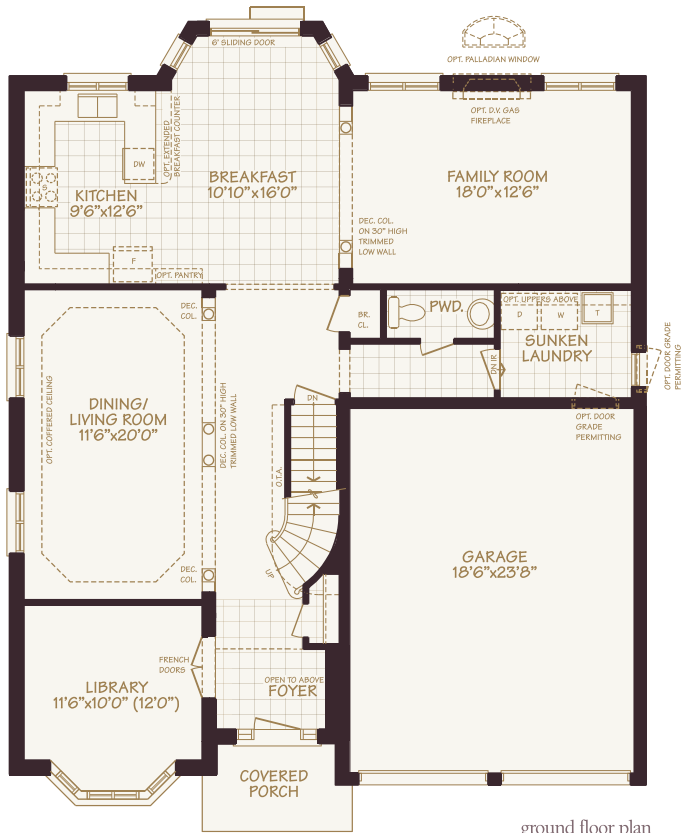 6' SLIDING DOOR
OPT. PALLADIAN WINDOW
OPT. D.V. GAS
FIREPLACE
OPT. EXTENDED
BREAKFAST COUNTER
DW
S
KITCHEN
9'6"x12'6"
F
OPT. PANTRY
BREAKFAST
10'10"x16'0"
FAMILY ROOM
18'0"x12'6"
DEC. COL.
ON 30" HIGH
TRIMMED
LOW WALL
DEC.
COL.
BR.
CL.
PWD.
OPT. UPPERS ABOVE
D
W
T
SUNKEN
LAUNDRY
DN 1R
OPT. DOOR GRADE
PERMITTING
OPT. DOOR
GRADE
PERMITTING
OPT. COFFERED CEILING
DINING/
LIVING ROOM
11'6"x20'0"
DEC. COL. ON 30" HIGH
TRIMMED LOW WALL
DN
O.T.A.
UP
DEC.
COL.
GARAGE
18'6"x23'8"
FRENCH
DOORS
LIBRARY
11'6"x10'0" (12'0")
OPEN TO ABOVE
FOYER
COVERED
PORCH
ground floor plan